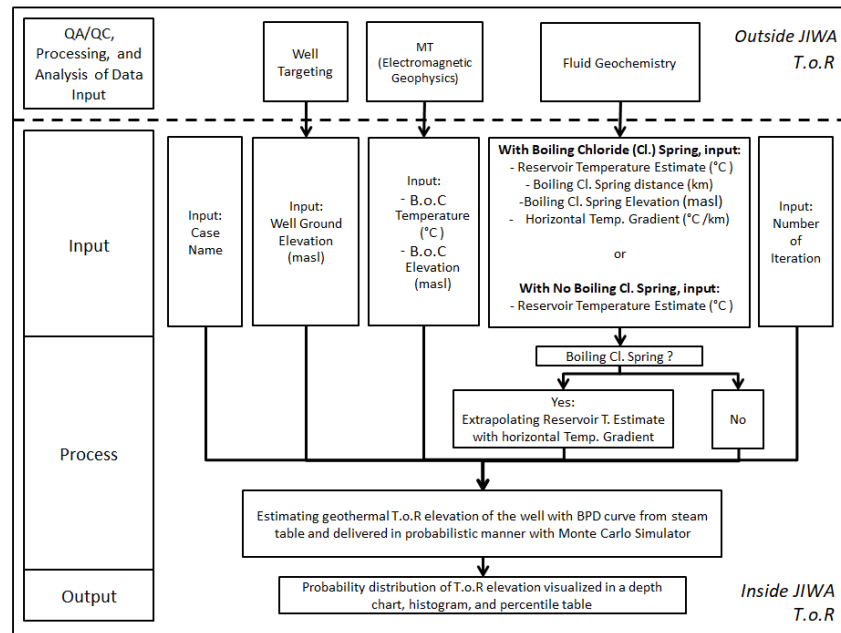 QA/QC,
Processing, and
Analysis of Data
Input
Well
Targeting
MT
(Electromagnetic
Geophysics)
Fluid Geochemistry
Outside JIWA
T.o.R
Input
Input:
Case
Name
Input:
Well Ground
Elevation
(masl)
Input:
- B.o.C
Temperature
(°C)
- B.o.C
Elevation
(masl)
With Boiling Chloride (Cl.) Spring, input:
- Reservoir Temperature Estimate (°C )
- Boiling Cl. Spring distance (km)
-Boiling Cl. Spring Elevation (masl)
- Horizontal Temp. Gradient (°C /km)
or
With No Boiling Cl. Spring, input:
- Reservoir Temperature Estimate (°C )
Input:
Number
of
Iteration
Process
Boiling Cl. Spring ?
Yes:
Extrapolating Reservoir T. Estimate
with horizontal Temp. Gradient
No
Estimating geothermal T.o.R elevation of the well with BPD curve from steam
table and delivered in probabilistic manner with Monte Carlo Simulator
Output
Probability distribution of T.o.R elevation visualized in a depth
chart, histogram, and percentile table
Inside JIWA
T.o.R